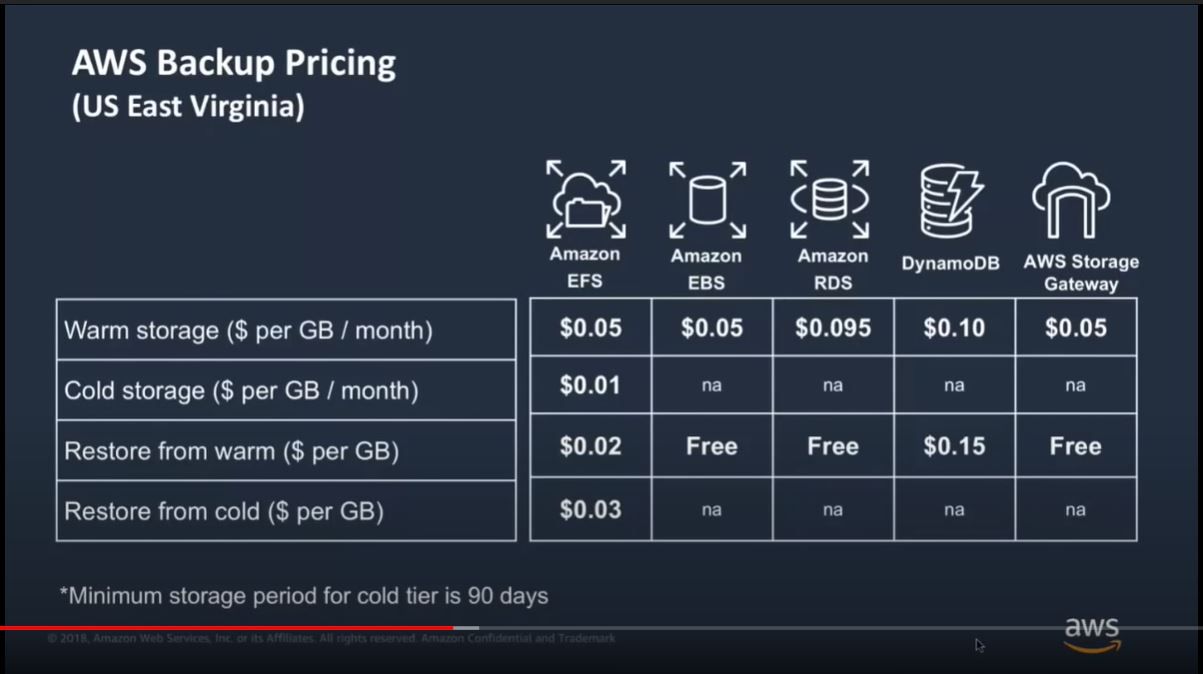 AWS Backup Pricing
(US East Virginia)
Amazon EFS
Amazon EBS
Amazon RDS
DynamoDB
AWS Storage Gateway
Warm storage ($ per GB / month) $0.05 $0.05 $0.095 $0.10 $0.05
Cold storage ($ per GB / month) $0.01 na na na na
Restore from warm ($ per GB) $0.02 Free Free $0.15 Free
Restore from cold ($ per GB) $0.03 na na na na
*Minimum storage period for cold tier is 90 days
© 2018, Amazon Web Services, Inc. or its Affiliates. All rights reserved. Amazon Confidential and Trademark
aws